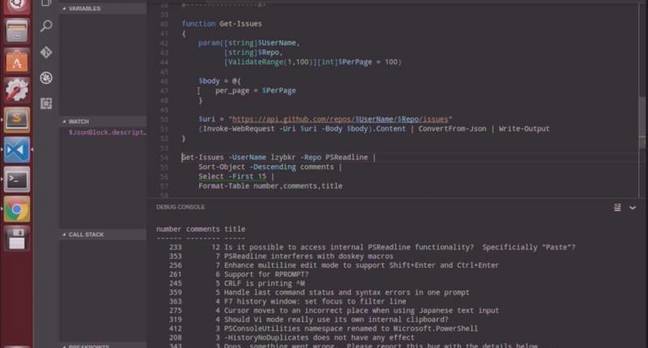 VARIABLES
WATCH
$JsonBlock.descript...
CALL STACK
40
function Get-Issues
41
{
42
param([string]$UserName,
43
[string]$Repo,
44
[ValidateRange(1,100)][int]$PerPage = 100)
45
46
$body = @{
47
per_page = $PerPage
48
}
49
50
$uri = "https://api.github.com/repos/$UserName/$Repo/issues"
51
(Invoke-WebRequest -Uri $uri -Body $body).Content | ConvertFrom-Json | Write-Output
52
}
53
54
Get-Issues -UserName lzybkr -Repo PSReadline |
55
Sort-Object -Descending comments |
56
Select -First 15 |
57
Format-Table number,comments,title
DEBUG CONSOLE
number comments title
------ -------- -----
233 12 Is it possible to access internal PSReadline functionality? Specificially "Paste"?
353 7 PSReadline interferes with doskey macros
256 7 Enhance multiline edit mode to support Shift+Enter and Ctrl+Enter
261 6 Support for RPROMPT?
245 5 CRLF is printing ^M
359 5 Handle last command status and syntax errors in one prompt
363 4 F7 history window: set focus to filter line
275 4 Cursor moves to an incorrect place when using Japanese text input
319 4 Should Vi mode really use its own internal clipboard?
412 3 PSConsoleUtilities namespace renamed to Microsoft.PowerShell
208 3 -HistoryNoDuplicates does not have any effect
343 3 Oops, something went wrong. Please report this bug with the details below
BREAKPOINTS